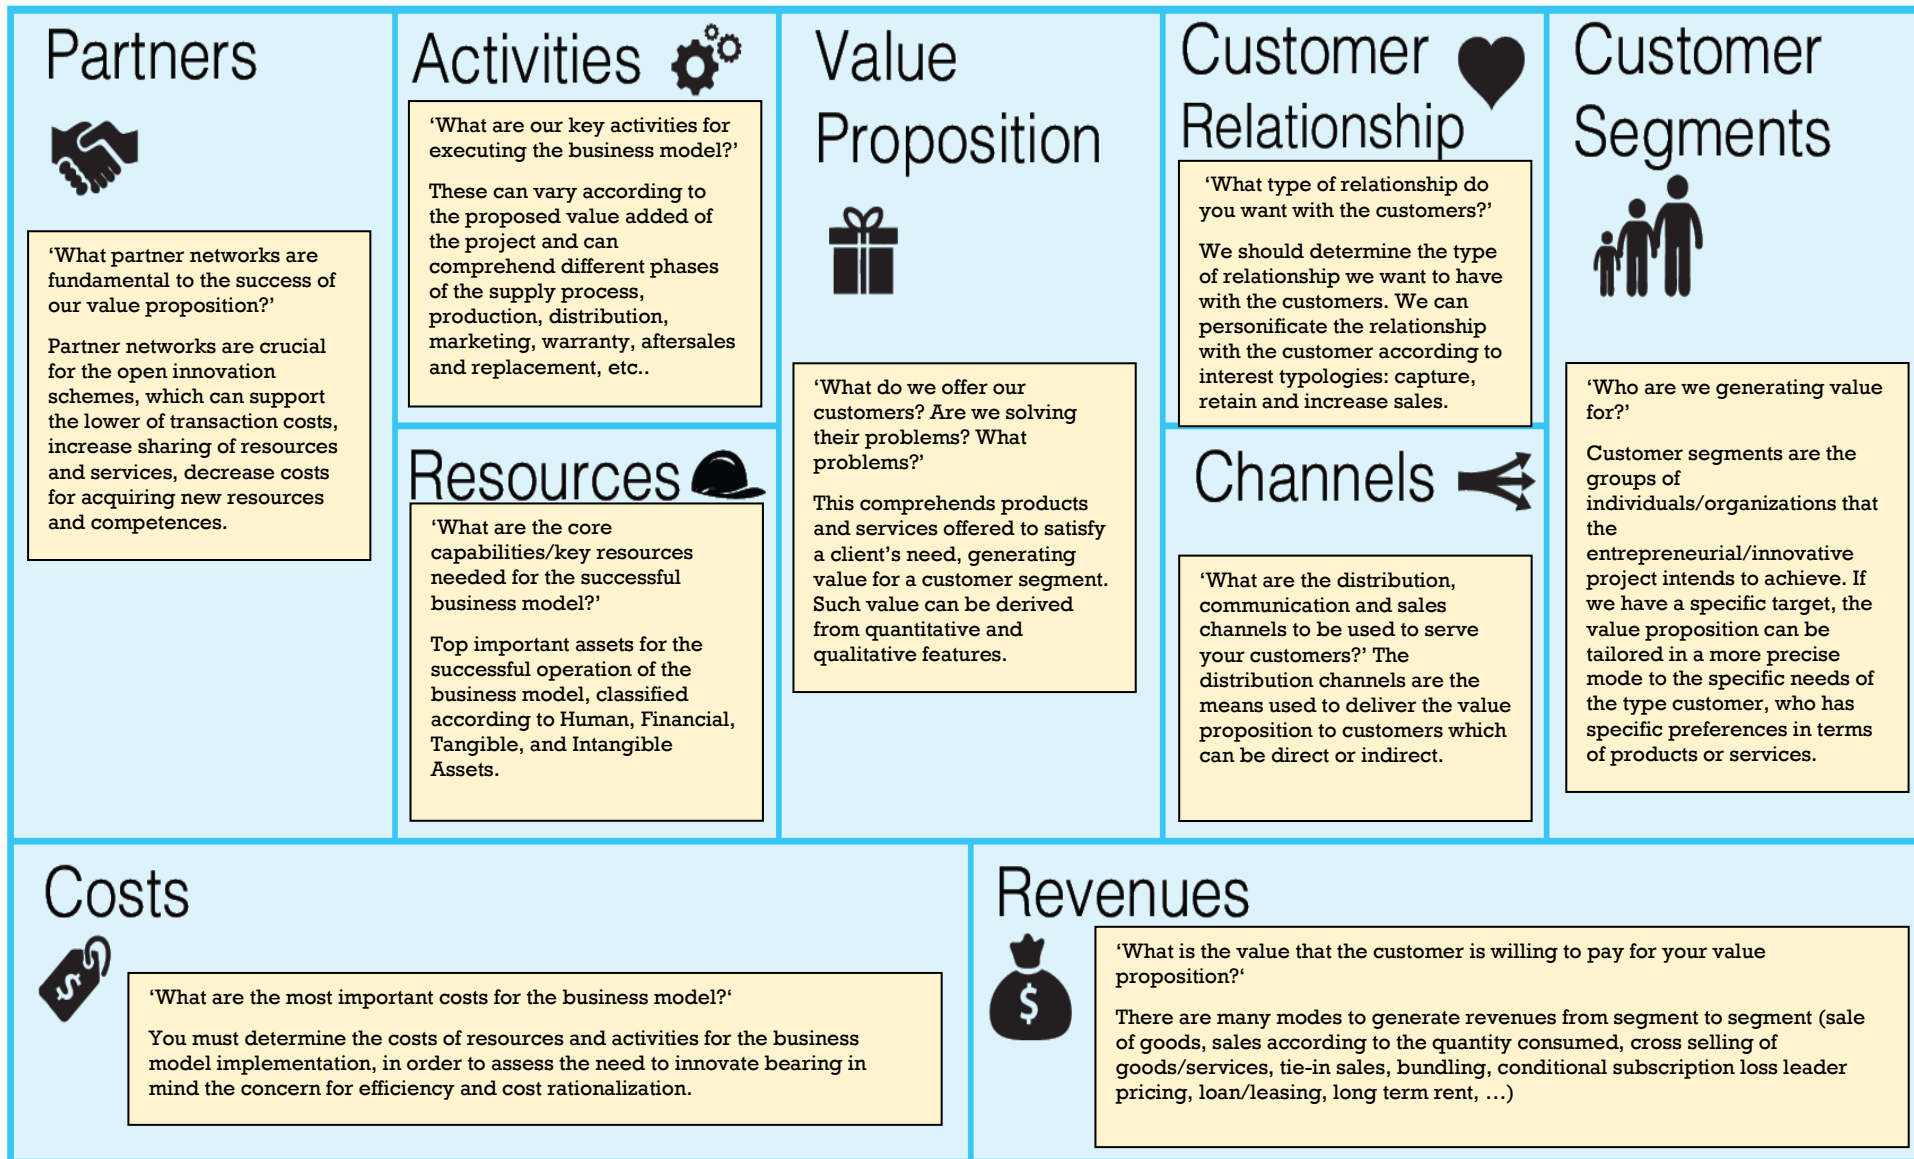 Partners
‘What partner networks are
fundamental to the success of
our value proposition?’
Partner networks are crucial
for the open innovation
schemes, which can support
the lower of transaction costs,
increase sharing of resources
and services, decrease costs
for acquiring new resources
and competences.
Activities
‘What are our key activities for
executing the business model?’
These can vary according to
the proposed value added of
the project and can
comprehend different phases
of the supply process,
production, distribution,
marketing, warranty, aftersales
and replacement, etc..
Resources
‘What are the core
capabilities/key resources
needed for the successful
business model?’
Top important assets for the
successful operation of the
business model, classified
according to Human, Financial,
Tangible, and Intangible
Assets.
Value
Proposition
‘What do we offer our
customers? Are we solving
their problems? What
problems?’
This comprehends products
and services offered to satisfy
a client’s need, generating
value for a customer segment.
Such value can be derived
from quantitative and
qualitative features.
Customer
Relationship
‘What type of relationship do
you want with the customers?’
We should determine the type
of relationship we want to have
with the customers. We can
personificate the relationship
with the customer according to
interest typologies: capture,
retain and increase sales.
Channels
‘What are the distribution,
communication and sales
channels to be used to serve
your customers?’ The
distribution channels are the
means used to deliver the value
proposition to customers which
can be direct or indirect.
Customer
Segments
‘Who are we generating value
for?’
Customer segments are the
groups of
individuals/organizations that
the
entrepreneurial/innovative
project intends to achieve. If
we have a specific target, the
value proposition can be
tailored in a more precise
mode to the specific needs of
the type customer, who has
specific preferences in terms
of products or services.
Costs
$
‘What are the most important costs for the business model?‘
You must determine the costs of resources and activities for the business
model implementation, in order to assess the need to innovate bearing in
mind the concern for efficiency and cost rationalization.
Revenues
$
‘What is the value that the customer is willing to pay for your value
proposition?‘
There are many modes to generate revenues from segment to segment (sale
of goods, sales according to the quantity consumed, cross selling of
goods/services, tie-in sales, bundling, conditional subscription loss leader
pricing, loan/leasing, long term rent, …)